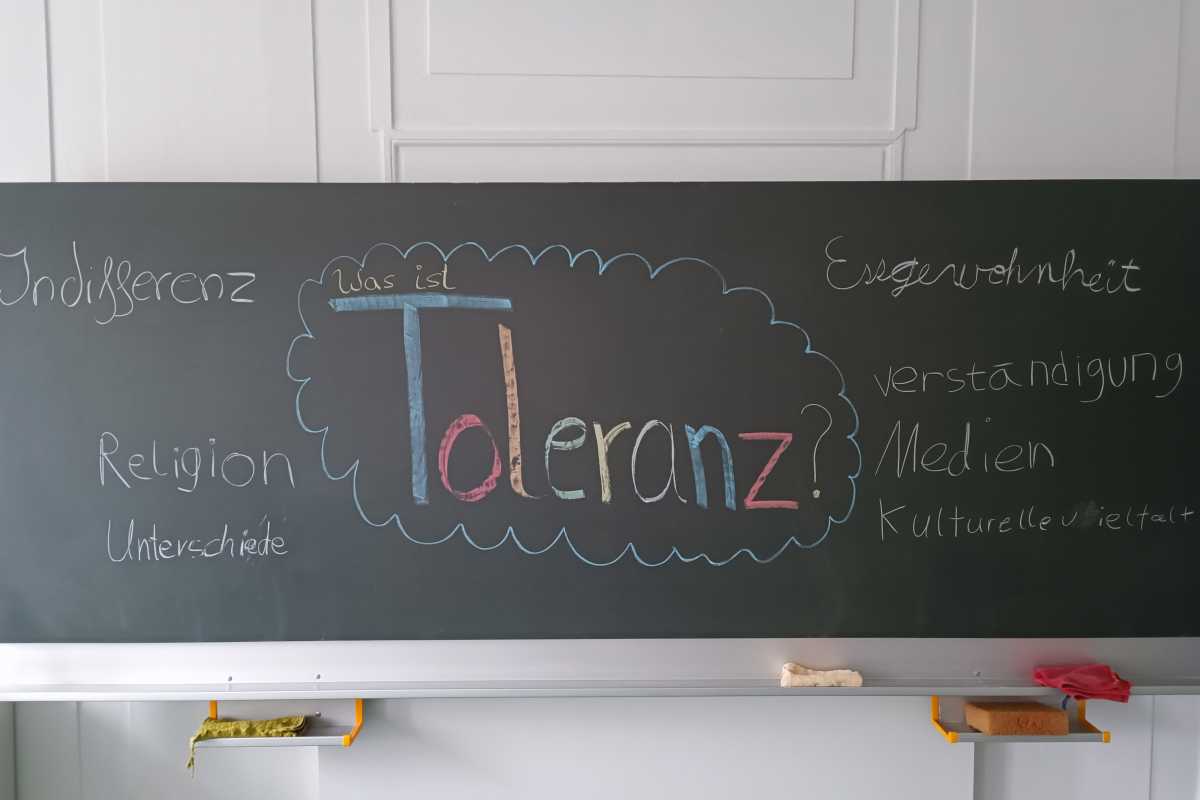 Indifferenz
Religion
Unterschiede
Was ist
Toleranz?
Essgewohnheit
verständigung
Medien
Kulturelle vielfalt